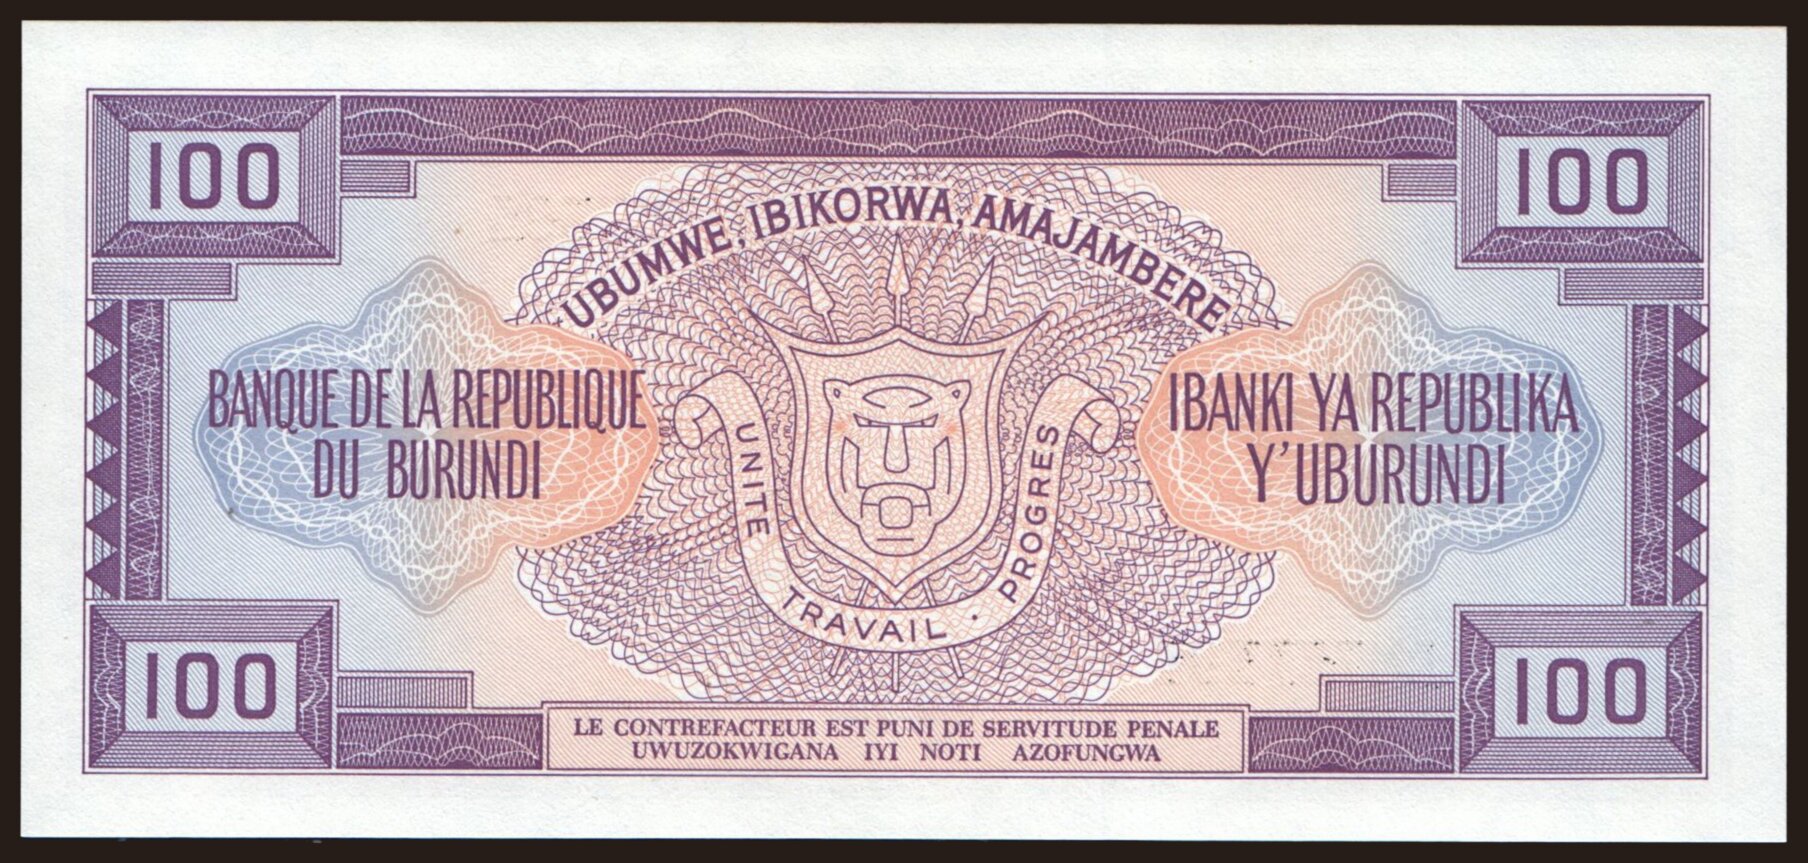 100
100
UBUMWE, IBIKORWA, AMAJAMBERE
BANQUE DE LA REPUBLIQUE
DU BURUNDI
IBANKI YA REPUBLIKA
Y'UBURUNDI
UNITE TRAVAIL · PROGRES
100
100
LE CONTREFACTEUR EST PUNI DE SERVITUDE PENALE
UWUZOKWIGANA IYI NOTI AZOFUNGWA